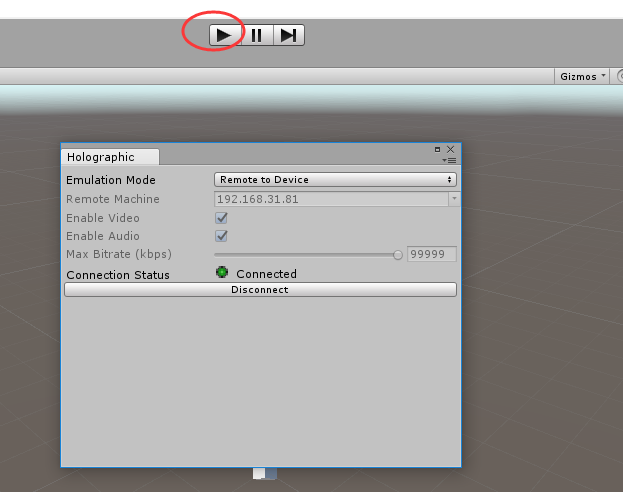 Gizmos
Holographic
Emulation Mode Remote to Device
Remote Machine 192.168.31.81
Enable Video
Enable Audio
Max Bitrate (kbps) 99999
Connection Status Connected
Disconnect